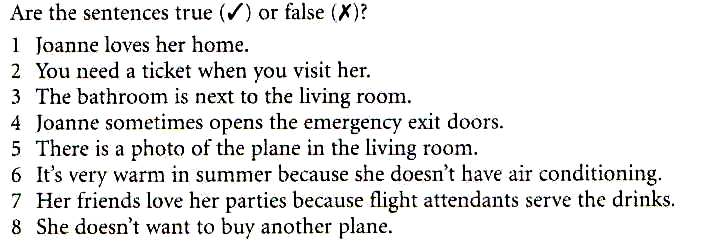 Are the sentences true (✓) or false (✗)?
1 Joanne loves her home.
2 You need a ticket when you visit her.
3 The bathroom is next to the living room.
4 Joanne sometimes opens the emergency exit doors.
5 There is a photo of the plane in the living room.
6 It's very warm in summer because she doesn't have air conditioning.
7 Her friends love her parties because flight attendants serve the drinks.
8 She doesn't want to buy another plane.